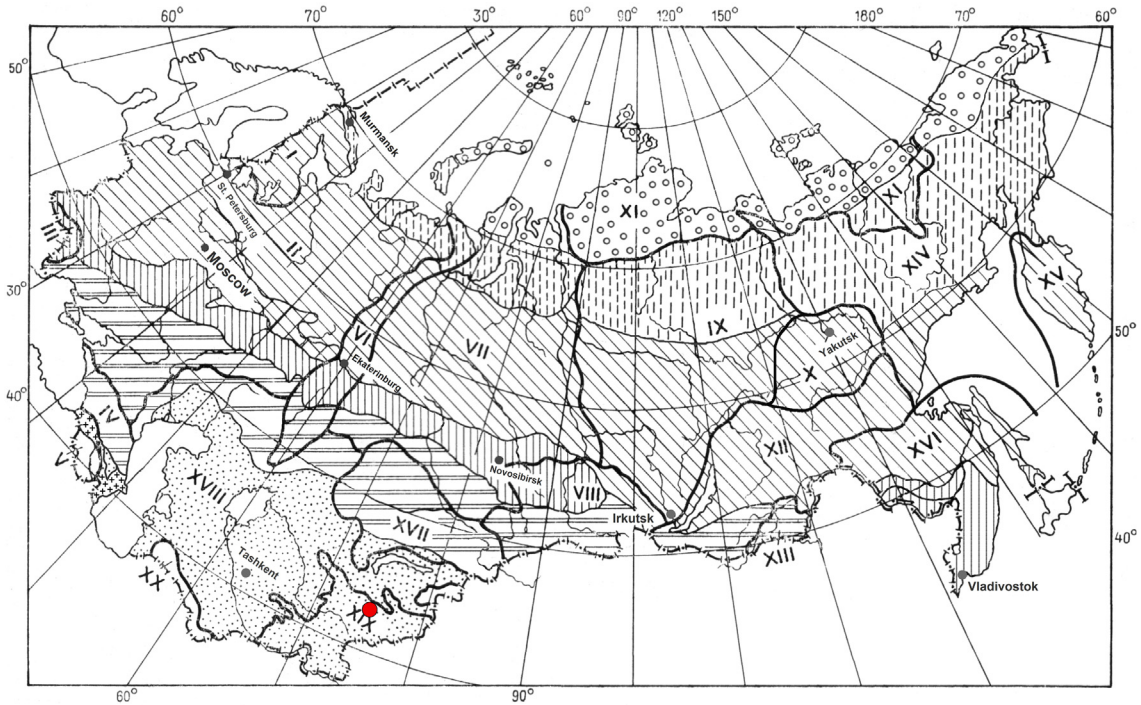 60° 70° 30° 60° 90° 120° 150° 180° 70° 60°
50°
I
Murmansk
I
St. Petersburg
XI
XI
III
II
Moscow
XIV
XV
30°
IX
50°
VI
VII
Yakutsk
Ekaterinburg
X
40°
IV
XII
XVI
V
Novosibirsk
XVIII
VIII
I I
Irkutsk
XVII
40°
XIII
Tashkent
XX
Vladivostok
XIX
60° 90°